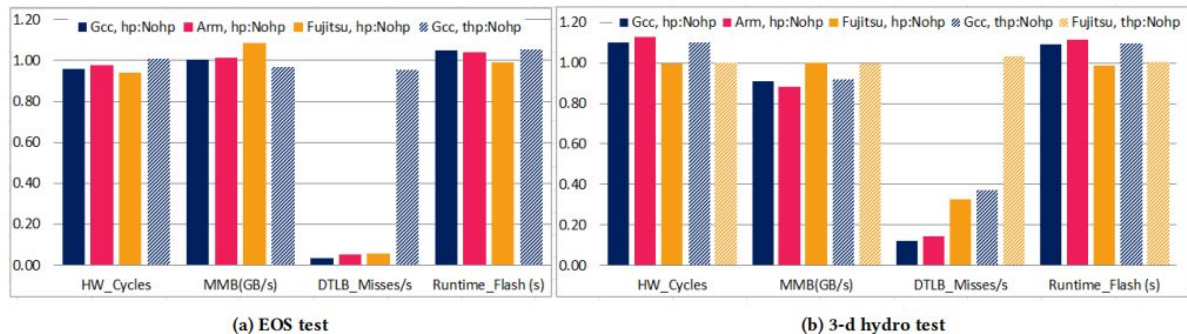 Gcc, hp:Nohp Arm, hp:Nohp Fujitsu, hp:Nohp Gcc, thp:Nohp
1.20
1.00
0.80
0.60
0.40
0.20
0.00
HW_Cycles MMB(GB/s) DTLB_Misses/s Runtime_Flash (s)
(a) EOS test
Gcc, hp:Nohp Arm, hp:Nohp Fujitsu, hp:Nohp Gcc, thp:Nohp Fujitsu, thp:Nohp
1.20
1.00
0.80
0.60
0.40
0.20
0.00
HW_Cycles MMB(GB/s) DTLB_Misses/s Runtime_Flash (s)
(b) 3-d hydro test